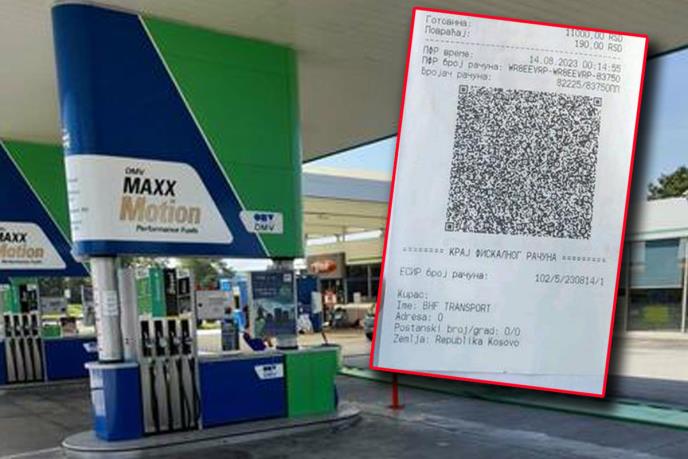 OMV
MAXX
Motion
Performance Fuels
OMV
MAXX
Motion
Готовина: 11000,00 RSD
Повраћај: 190,00 RSD
ПФР време: 14.08.2023 00:14:55
ПФР број рачуна: WR8EEVRP-WR8EEVRP-83750
Бројач рачуна: 82225/83750ПП
======== КРАЈ ФИСКАЛНОГ РАЧУНА =========
ЕСИР број рачуна: 102/5/230814/1
Kupac:
Ime: BHF TRANSPORT
Adresa: 0
Postanski broj/grad: 0/0
Zemlja: Republika Kosovo